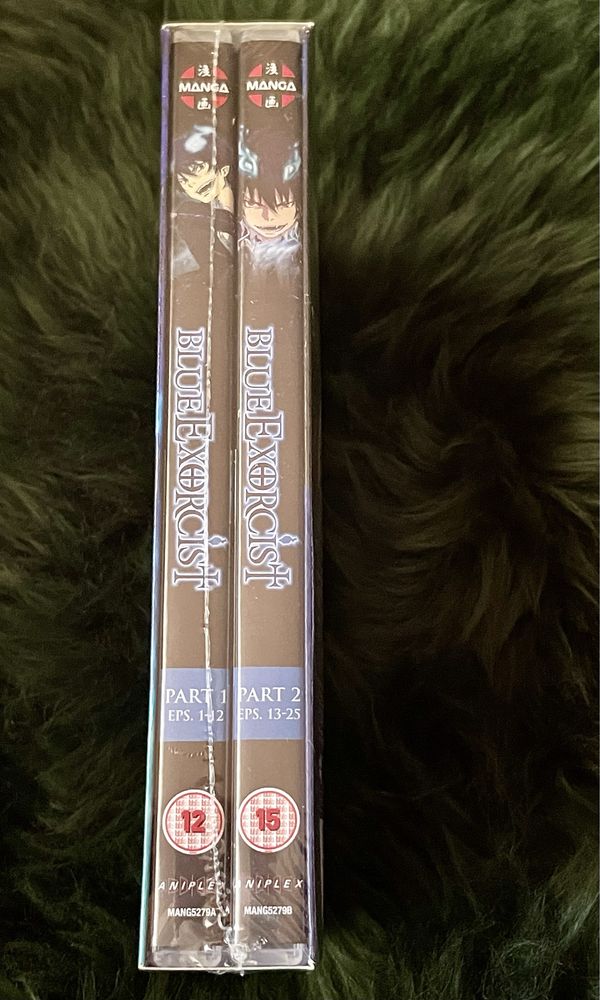 漫
MANGA
画
BLUE EXORCIST
PART 1
EPS. 1-12
12
ANIPLEX
MANG5279A
漫
MANGA
画
BLUE EXORCIST
PART 2
EPS. 13-25
15
ANIPLEX
MANG5279B